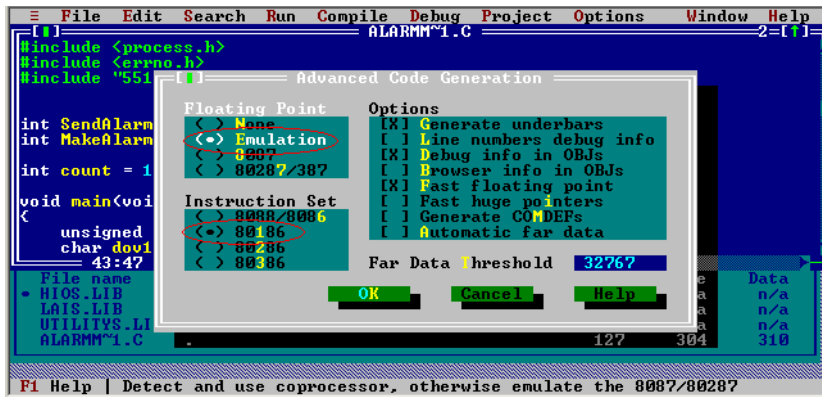 ≡ File Edit Search Run Compile Debug Project Options Window Help
ALARMM~1.C 2=[↑]
#include <process.h>
#include <errno.h>
#include "551
[■] Advanced Code Generation
Floating Point Options
( ) None [X] Generate underbars
int SendAlarm
(•) Emulation [ ] Line numbers debug info
int MakeAlarm
( ) 8087 [X] Debug info in OBJs
( ) 80287/387 [ ] Browser info in OBJs
int count = 1
[X] Fast floating point
Instruction Set [ ] Fast huge pointers
void main(voi
( ) 8088/8086 [ ] Generate COMDEFs
{
(•) 80186 [ ] Automatic far data
unsigned
( ) 80286
char dov1
( ) 80386 Far Data Threshold 32767
43:47
File name Data
OK Cancel Help
• HIOS.LIB n/a
LAIS.LIB n/a
UTILITYS.LI n/a
ALARMM~1.C . 127 304 310
F1 Help | Detect and use coprocessor, otherwise emulate the 8087/80287